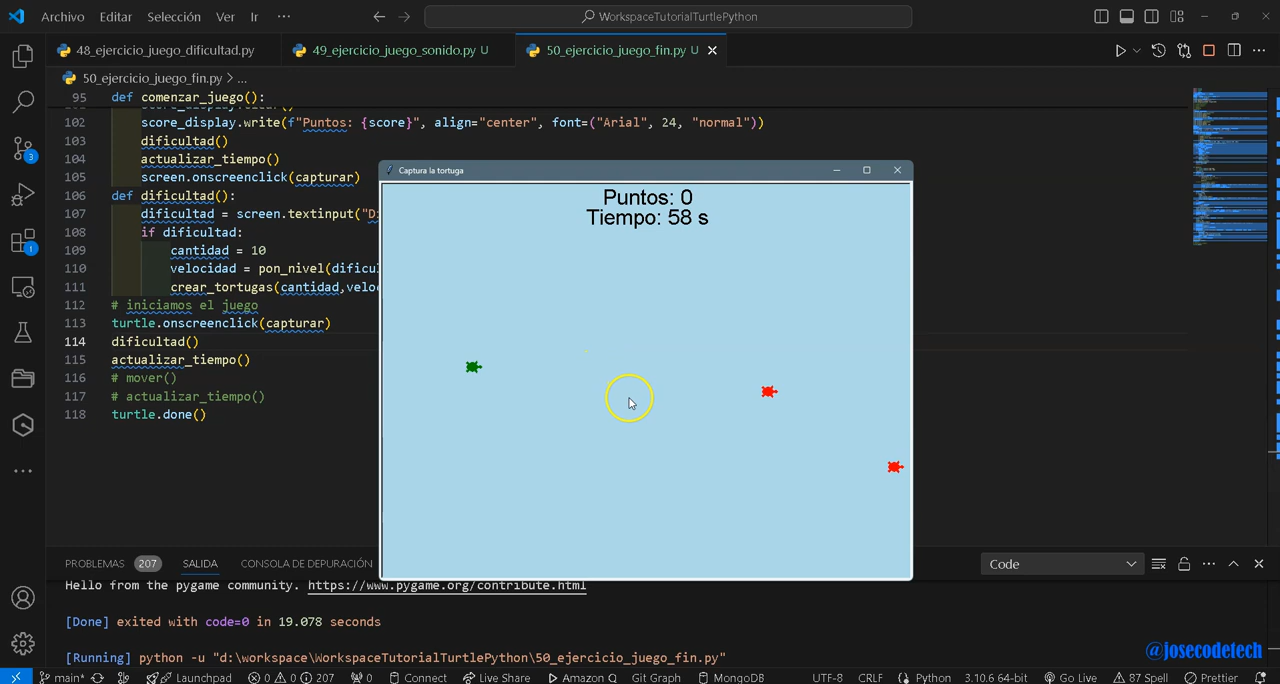 Archivo Editar Selección Ver Ir ··· WorkspaceTutorialTurtlePython
48_ejercicio_juego_dificultad.py 49_ejercicio_juego_sonido.py U 50_ejercicio_juego_fin.py U
50_ejercicio_juego_fin.py > ...
95 def comenzar_juego():
102 score_display.write(f"Puntos: {score}", align="center", font=("Arial", 24, "normal"))
103 dificultad()
104 actualizar_tiempo()
105 screen.onscreenclick(capturar)
106 def dificultad():
107 dificultad = screen.textinput("D
108 if dificultad:
109 cantidad = 10
110 velocidad = pon_nivel(dificul
111 crear_tortugas(cantidad,velo
112 # iniciamos el juego
113 turtle.onscreenclick(capturar)
114 dificultad()
115 actualizar_tiempo()
116 # mover()
117 # actualizar_tiempo()
118 turtle.done()
Captura la tortuga
Puntos: 0
Tiempo: 58 s
3
1
PROBLEMAS 207 SALIDA CONSOLA DE DEPURACIÓN Code
Hello from the pygame community. https://www.pygame.org/contribute.html
[Done] exited with code=0 in 19.078 seconds
[Running] python -u "d:\workspace\WorkspaceTutorialTurtlePython\50_ejercicio_juego_fin.py"
@josecodetech
main* Launchpad 0 0 207 0 Connect Live Share Amazon Q Git Graph MongoDB UTF-8 CRLF Python 3.10.6 64-bit Go Live 87 Spell Prettier